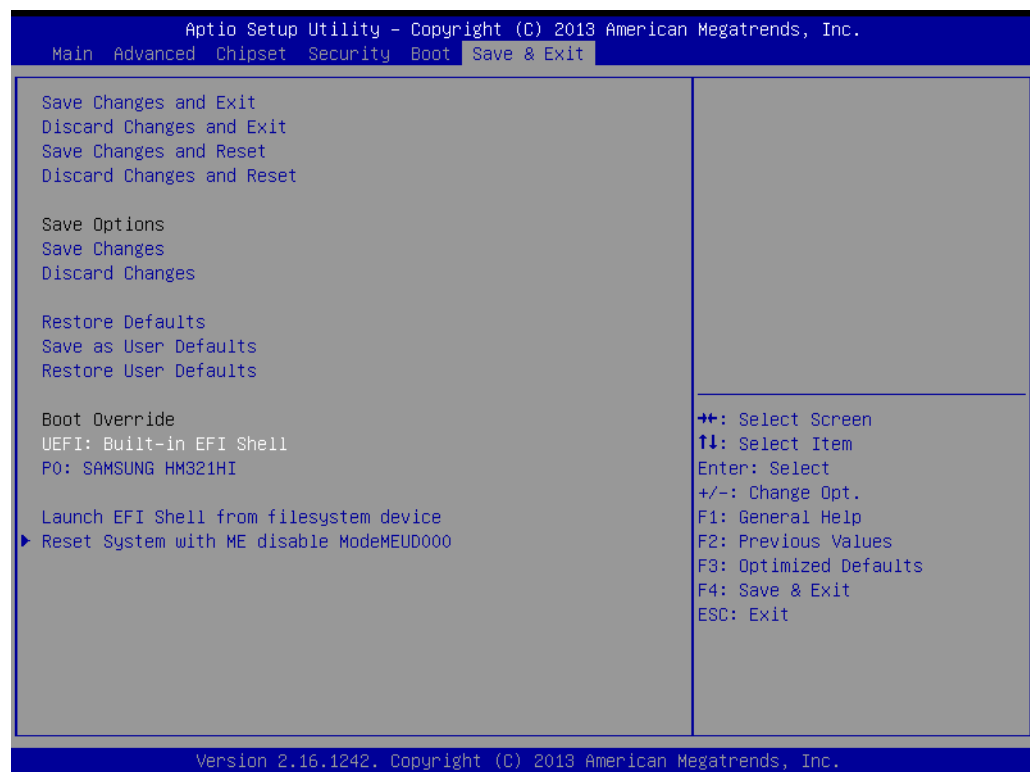 Aptio Setup Utility – Copyright (C) 2013 American Megatrends, Inc.
Main Advanced Chipset Security Boot Save & Exit
Save Changes and Exit
Discard Changes and Exit
Save Changes and Reset
Discard Changes and Reset
Save Options
Save Changes
Discard Changes
Restore Defaults
Save as User Defaults
Restore User Defaults
Boot Override
UEFI: Built-in EFI Shell
P0: SAMSUNG HM321HI
Launch EFI Shell from filesystem device
▶ Reset System with ME disable ModeMEUD000
→←: Select Screen
↑↓: Select Item
Enter: Select
+/-: Change Opt.
F1: General Help
F2: Previous Values
F3: Optimized Defaults
F4: Save & Exit
ESC: Exit
Version 2.16.1242. Copyright (C) 2013 American Megatrends, Inc.